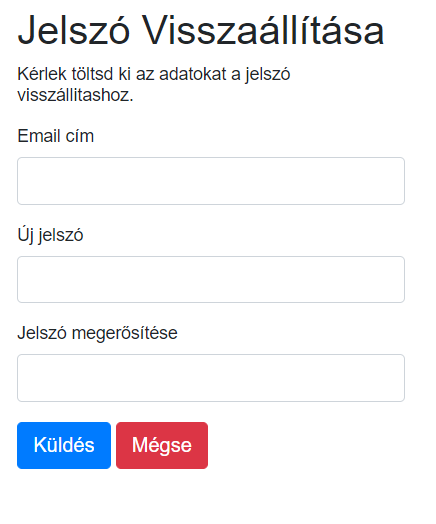 Jelszó Visszaállítása
Kérlek töltsd ki az adatokat a jelszó
visszállitashoz.
Email cím
Új jelszó
Jelszó megerősítése
Küldés Mégse